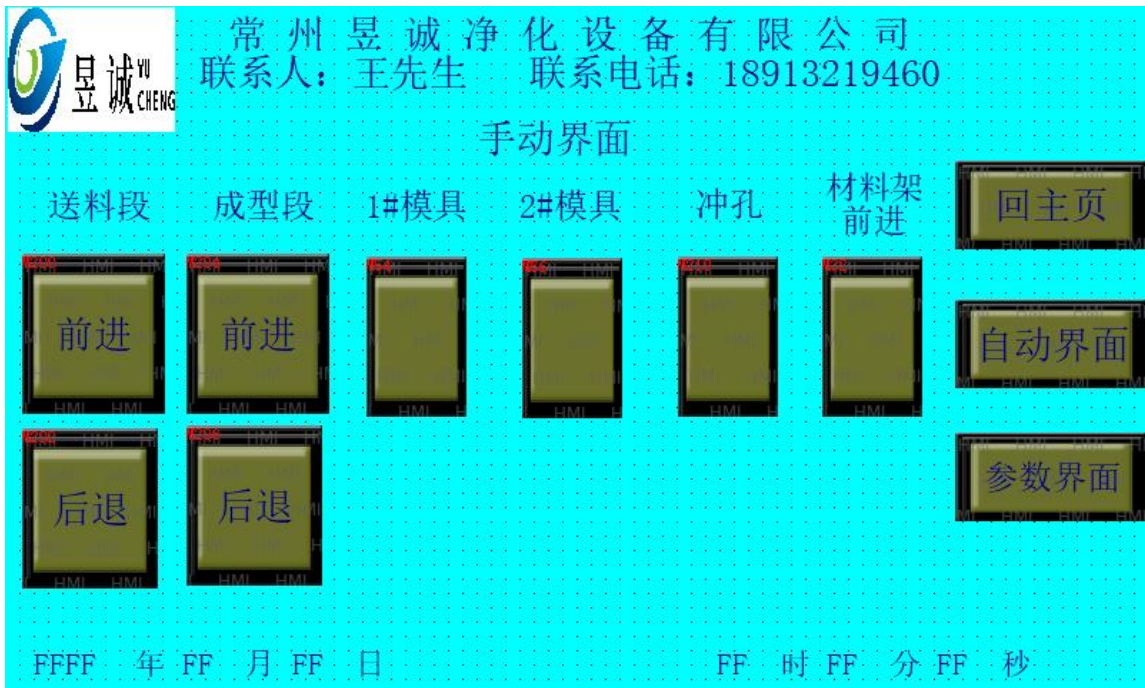 常州昱诚净化设备有限公司
昱诚 YU CHENG
联系人：王先生 联系电话：18913219460
手动界面
送料段 成型段 1#模具 2#模具 冲孔 材料架前进
回主页
前进 前进
自动界面
后退 后退
参数界面
FFFF 年 FF 月 FF 日 FF 时 FF 分 FF 秒